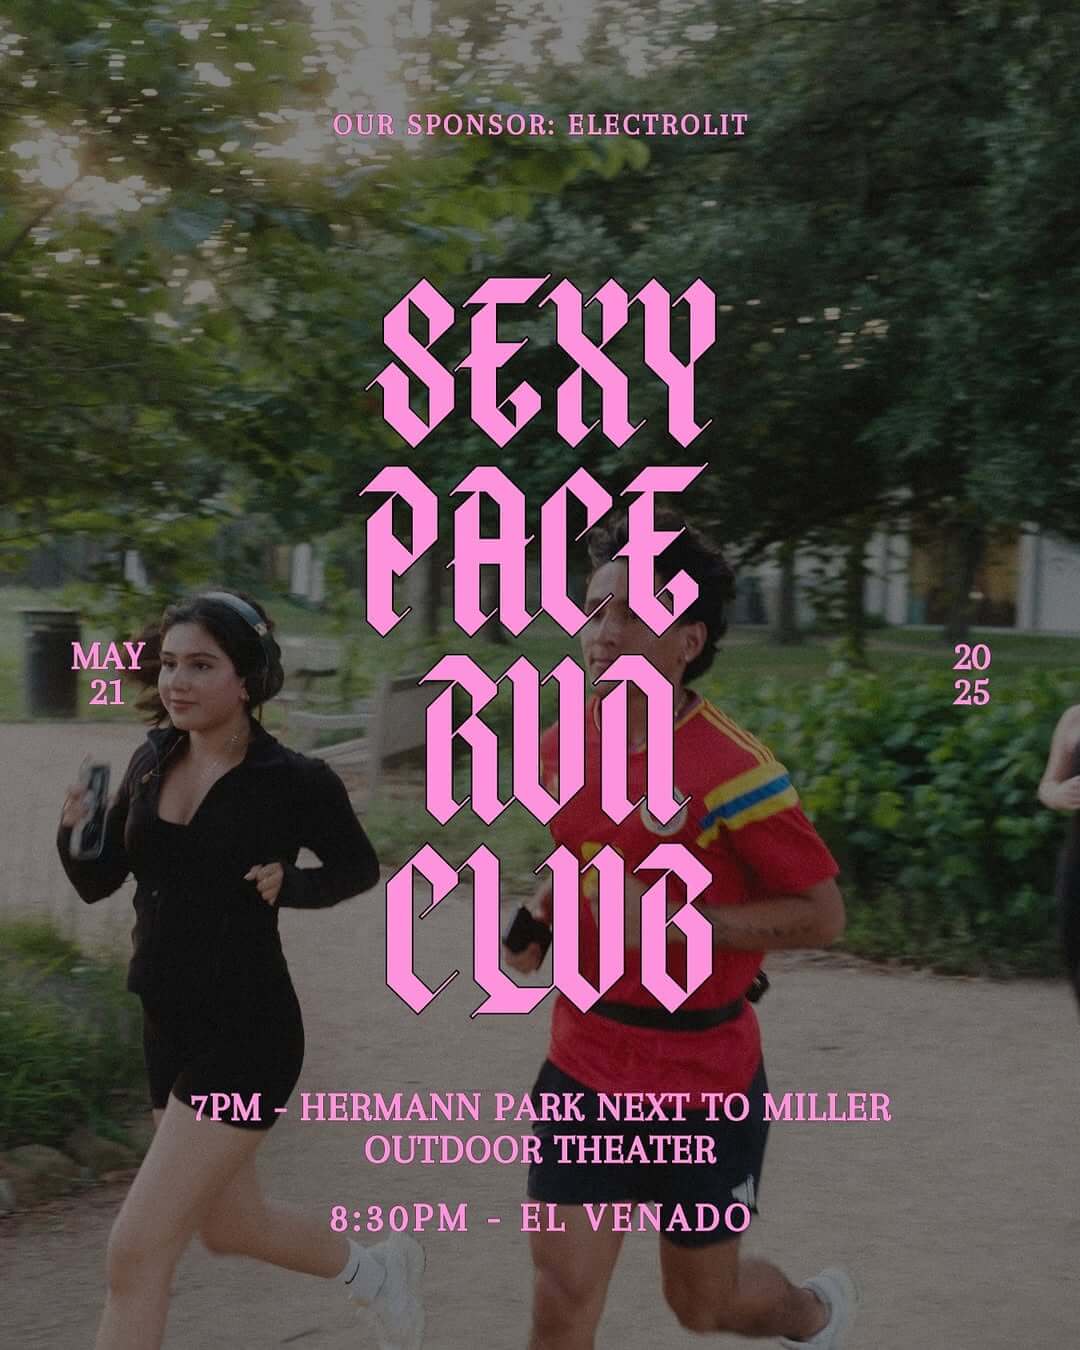 OUR SPONSOR: ELECTROLIT
SEXY
PACE
RUN
CLUB
MAY
21
20
25
7PM - HERMANN PARK NEXT TO MILLER
OUTDOOR THEATER
8:30PM - EL VENADO